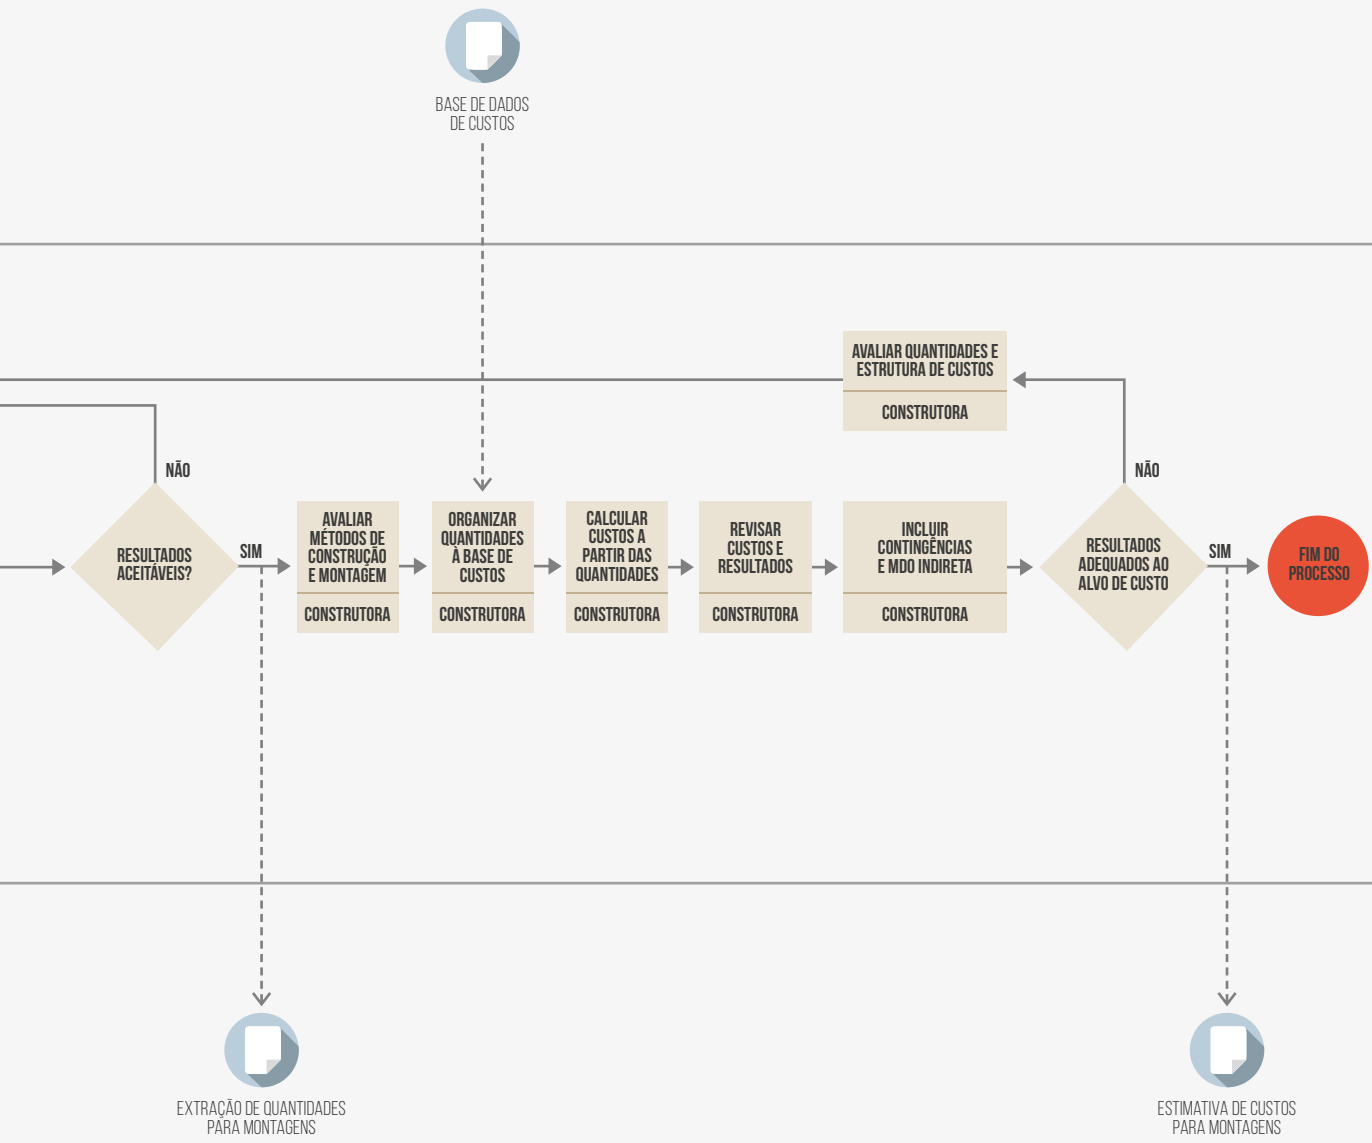 BASE DE DADOS
DE CUSTOS
AVALIAR QUANTIDADES E
ESTRUTURA DE CUSTOS
CONSTRUTORA
NÃO
NÃO
RESULTADOS
ACEITÁVEIS?
SIM
AVALIAR
MÉTODOS DE
CONSTRUÇÃO
E MONTAGEM
CONSTRUTORA
ORGANIZAR
QUANTIDADES
À BASE DE
CUSTOS
CONSTRUTORA
CALCULAR
CUSTOS A
PARTIR DAS
QUANTIDADES
CONSTRUTORA
REVISAR
CUSTOS E
RESULTADOS
CONSTRUTORA
INCLUIR
CONTINGÊNCIAS
E MDO INDIRETA
CONSTRUTORA
RESULTADOS
ADEQUADOS AO
ALVO DE CUSTO
SIM
FIM DO
PROCESSO
EXTRAÇÃO DE QUANTIDADES
PARA MONTAGENS
ESTIMATIVA DE CUSTOS
PARA MONTAGENS